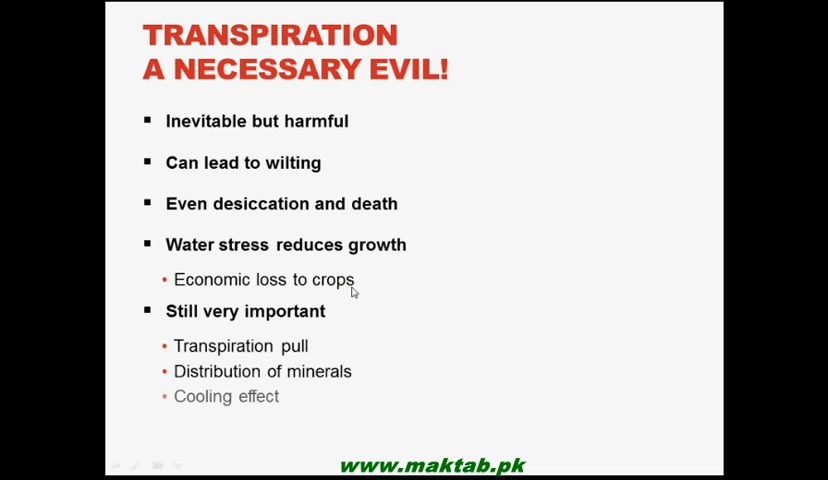 TRANSPIRATION
A NECESSARY EVIL!
Inevitable but harmful
Can lead to wilting
Even desiccation and death
Water stress reduces growth
Economic loss to crops
Still very important
Transpiration pull
Distribution of minerals
Cooling effect
www.maktab.pk